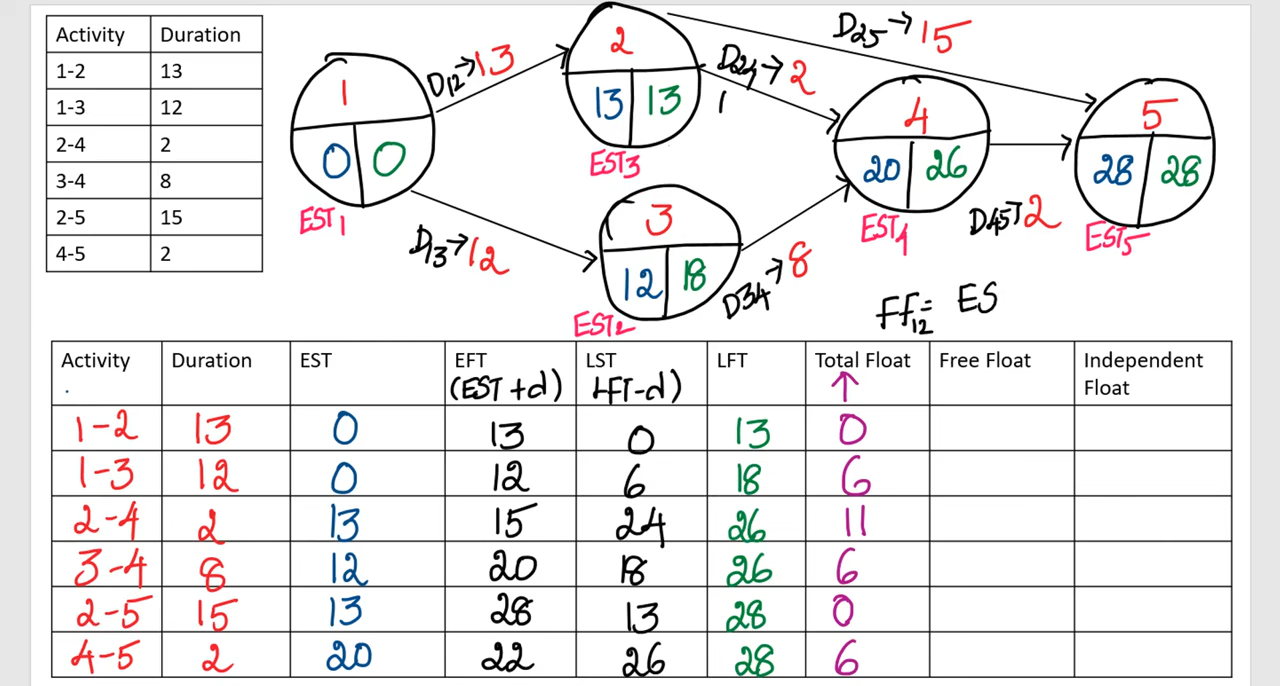 Activity Duration
1-2 13
1-3 12
2-4 2
3-4 8
2-5 15
4-5 2
1
0 0
EST1
D12→13
2
13 13
EST3
D25→15
D24→2
D13→12
3
12 18
EST2
D34→8
4
20 26
EST4
D45→2
5
28 28
EST5
FF12= ES
Activity Duration EST EFT (EST+d) LST (LFT-d) LFT Total Float Free Float Independent Float
1-2 13 0 13 0 13 0
1-3 12 0 12 6 18 6
2-4 2 13 15 24 26 11
3-4 8 12 20 18 26 6
2-5 15 13 28 13 28 0
4-5 2 20 22 26 28 6